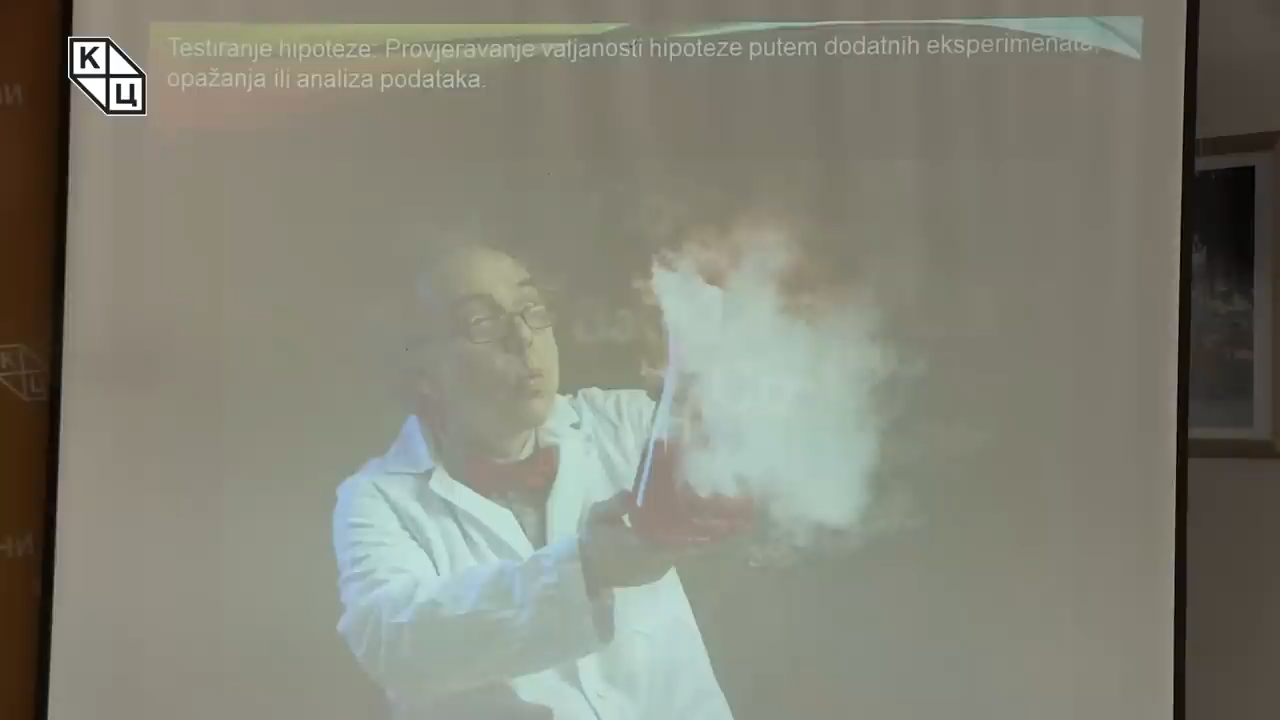 К
Ц
Testiranje hipoteze: Provjeravanje valjanosti hipoteze putem dodatnih eksperimenata,
opažanja ili analiza podataka.